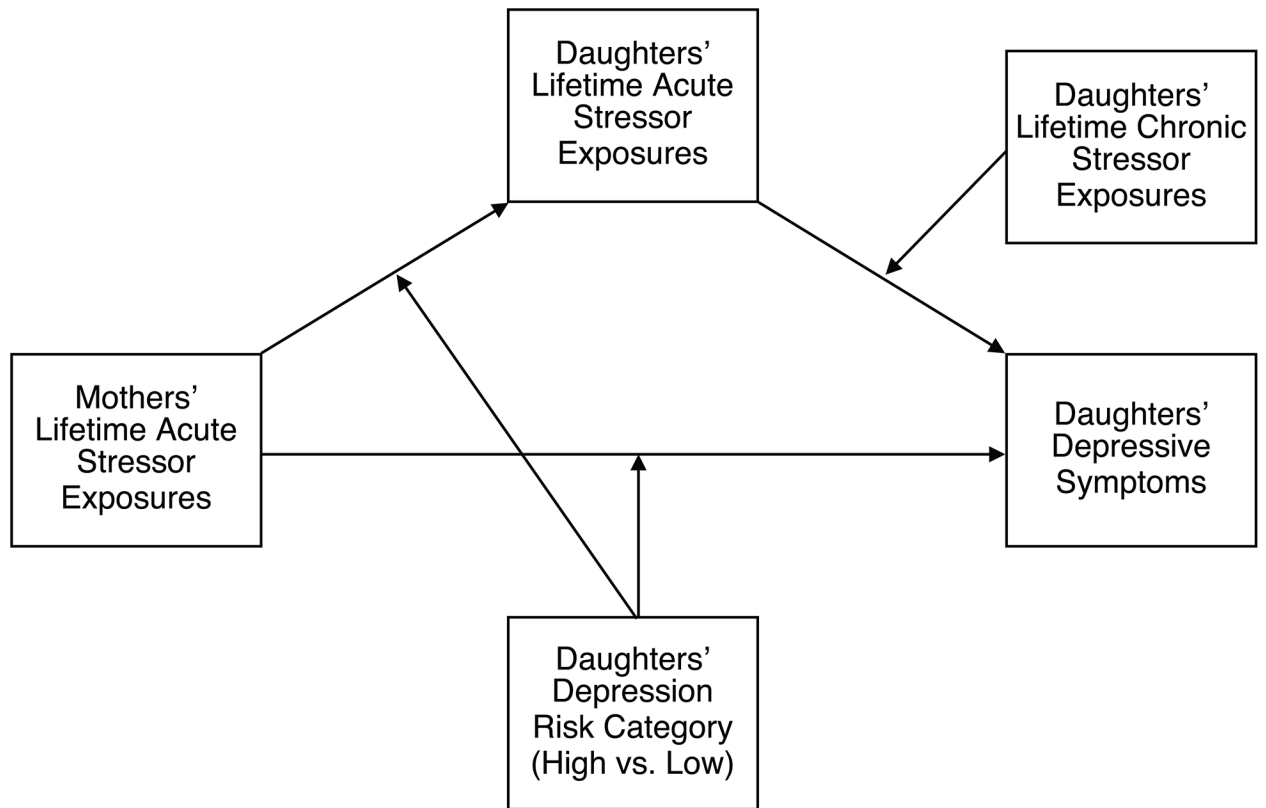 Daughters’
Lifetime Acute
Stressor
Exposures
Daughters’
Lifetime Chronic
Stressor
Exposures
Mothers’
Lifetime Acute
Stressor
Exposures
Daughters’
Depressive
Symptoms
Daughters’
Depression
Risk Category
(High vs. Low)